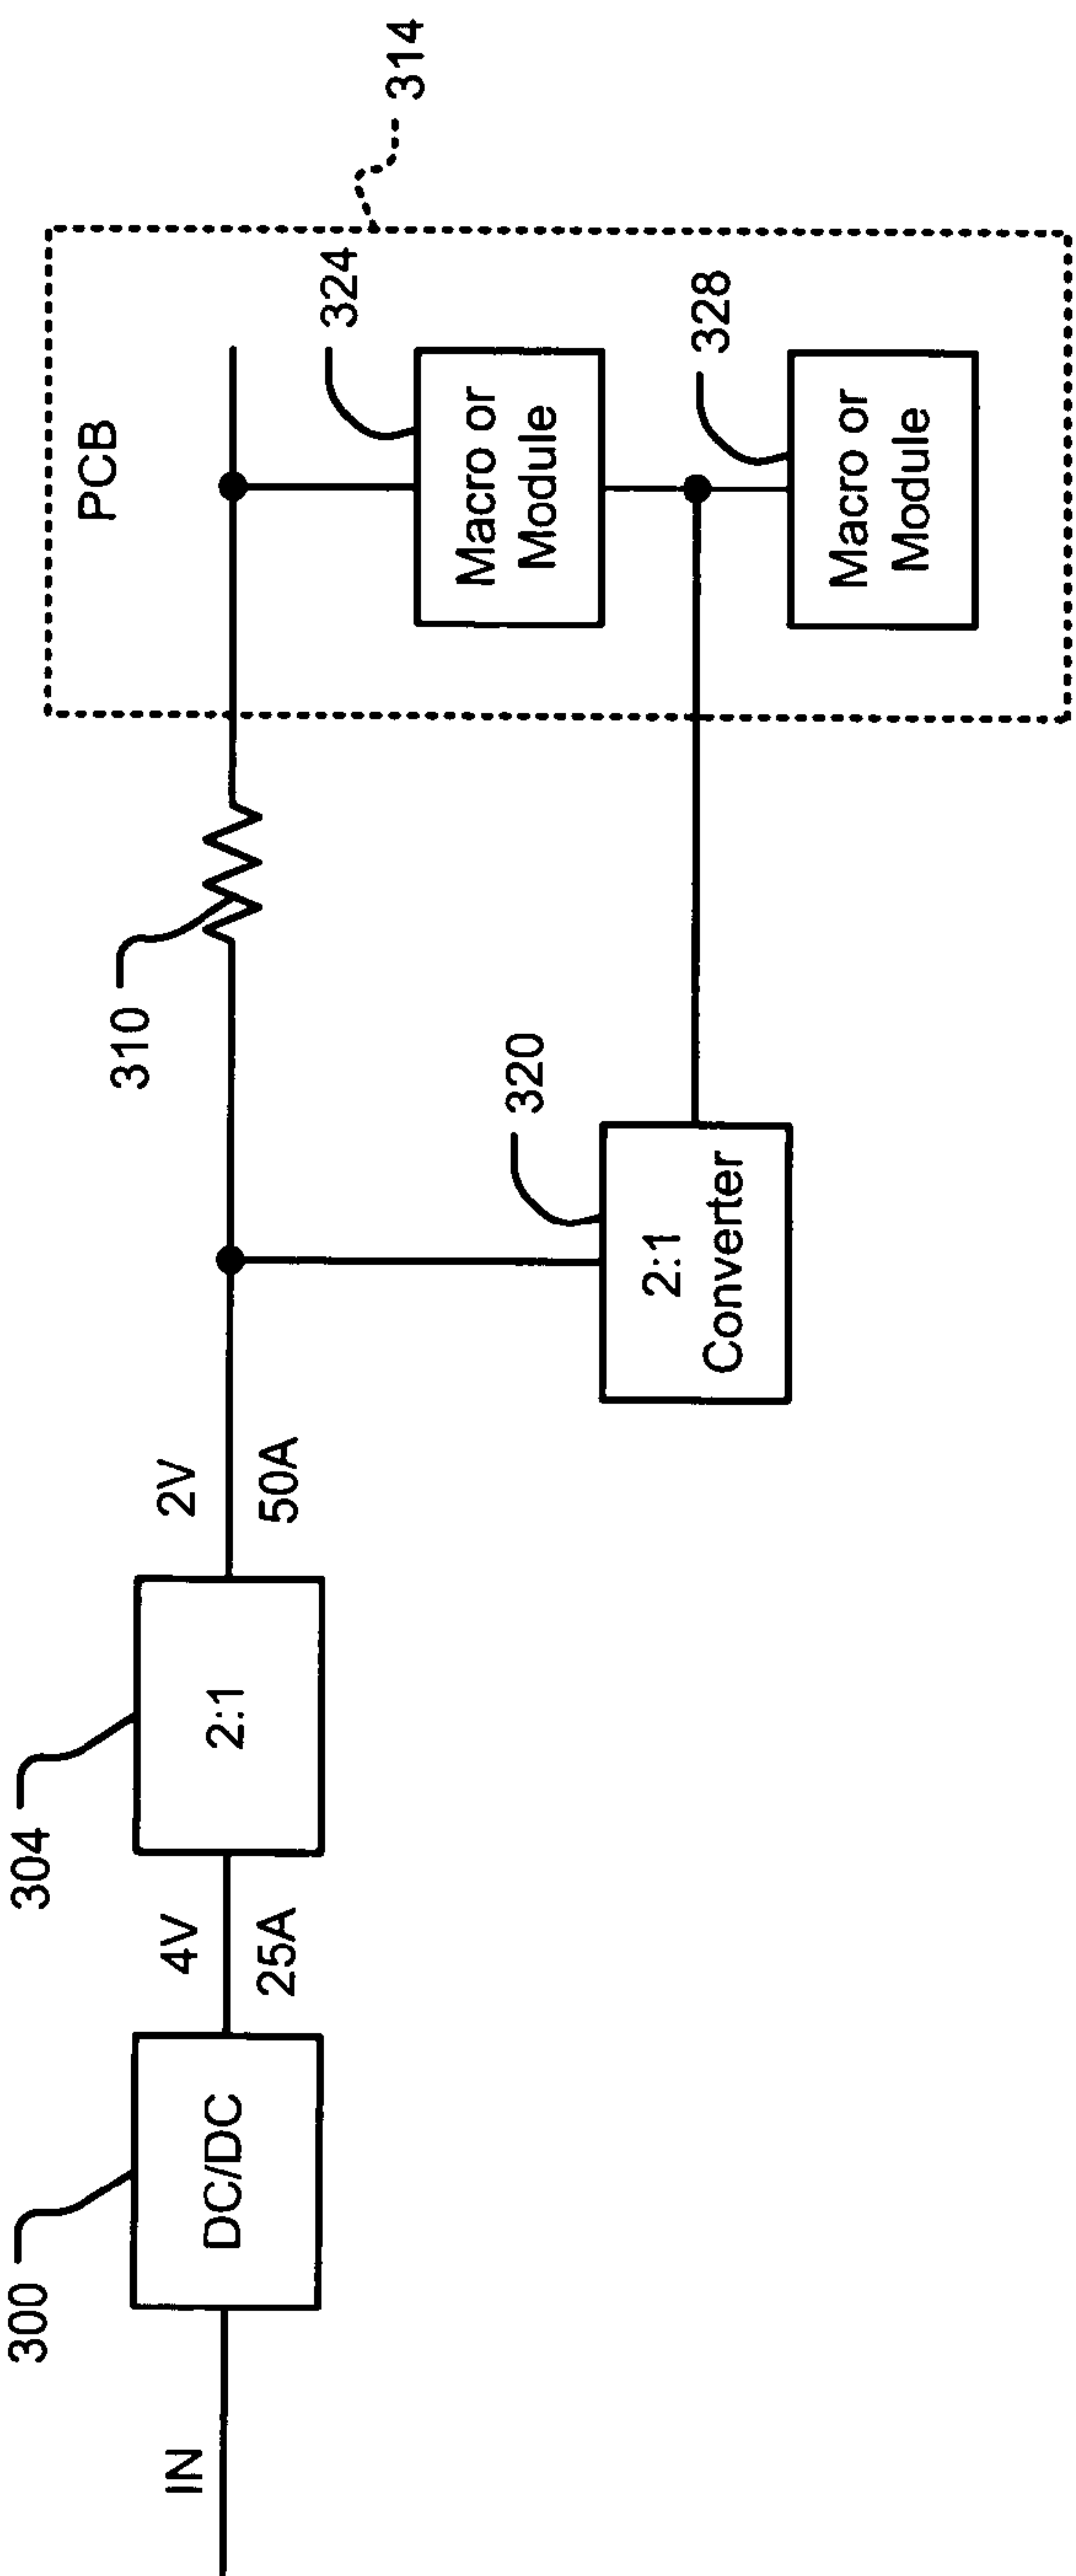 IN
300
DC/DC
4V
25A
304
2:1
2V
50A
310
320
2:1
Converter
PCB
314
324
Macro or
Module
328
Macro or
Module